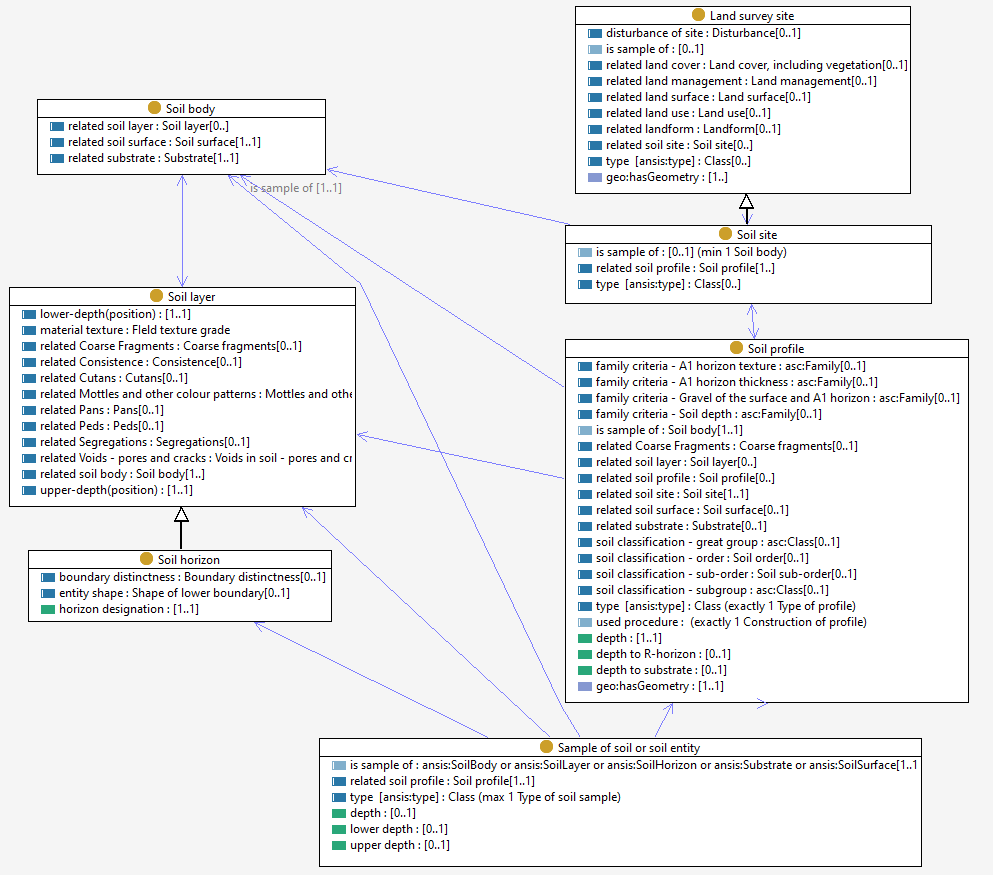 Land survey site
disturbance of site : Disturbance[0..1]
is sample of : [0..1]
related land cover : Land cover, including vegetation[0..1]
related land management : Land management[0..1]
related land surface : Land surface[0..1]
related land use : Land use[0..1]
related landform : Landform[0..1]
related soil site : Soil site[0..]
type [ansis:type] : Class[0..]
geo:hasGeometry : [1..]
Soil body
related soil layer : Soil layer[0..]
related soil surface : Soil surface[1..1]
related substrate : Substrate[1..1]
is sample of [1..1]
Soil site
is sample of : [0..1] (min 1 Soil body)
related soil profile : Soil profile[1..]
type [ansis:type] : Class[0..]
Soil layer
lower-depth(position) : [1..1]
material texture : FIeld texture grade
related Coarse Fragments : Coarse fragments[0..1]
related Consistence : Consistence[0..1]
related Cutans : Cutans[0..1]
related Mottles and other colour patterns : Mottles and othe
related Pans : Pans[0..1]
related Peds : Peds[0..1]
related Segregations : Segregations[0..1]
related Voids - pores and cracks : Voids in soil - pores and cr
related soil body : Soil body[1..]
upper-depth(position) : [1..1]
Soil profile
family criteria - A1 horizon texture : asc:Family[0..1]
family criteria - A1 horizon thickness : asc:Family[0..1]
family criteria - Gravel of the surface and A1 horizon : asc:Family[0..1]
family criteria - Soil depth : asc:Family[0..1]
is sample of : Soil body[1..1]
related Coarse Fragments : Coarse fragments[0..1]
related soil layer : Soil layer[0..]
related soil profile : Soil profile[0..]
related soil site : Soil site[1..1]
related soil surface : Soil surface[0..1]
related substrate : Substrate[0..1]
soil classification - great group : asc:Class[0..1]
soil classification - order : Soil order[0..1]
soil classification - sub-order : Soil sub-order[0..1]
soil classification - subgroup : asc:Class[0..1]
type [ansis:type] : Class (exactly 1 Type of profile)
used procedure : (exactly 1 Construction of profile)
depth : [1..1]
depth to R-horizon : [0..1]
depth to substrate : [0..1]
geo:hasGeometry : [1..1]
Soil horizon
boundary distinctness : Boundary distinctness[0..1]
entity shape : Shape of lower boundary[0..1]
horizon designation : [1..1]
Sample of soil or soil entity
is sample of : ansis:SoilBody or ansis:SoilLayer or ansis:SoilHorizon or ansis:Substrate or ansis:SoilSurface[1..1
related soil profile : Soil profile[1..1]
type [ansis:type] : Class (max 1 Type of soil sample)
depth : [0..1]
lower depth : [0..1]
upper depth : [0..1]